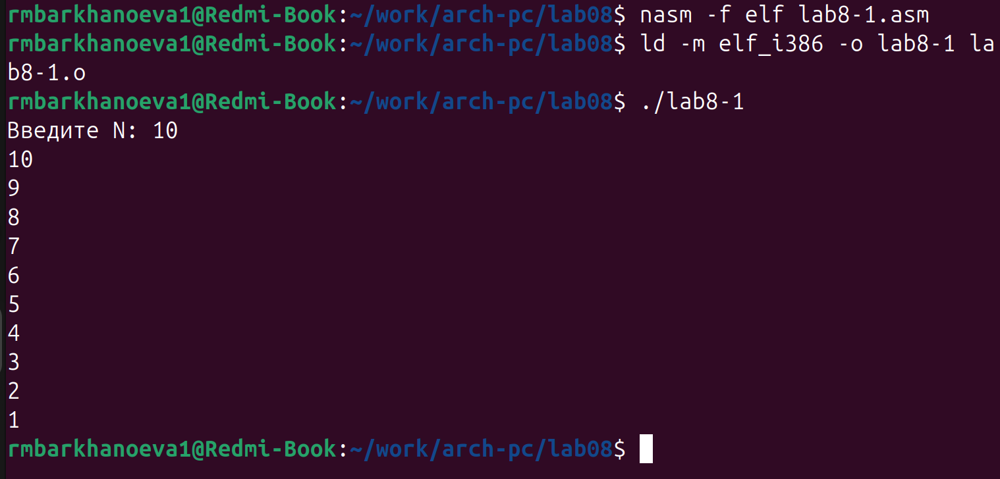 rmbarkhanoeva1@Redmi-Book:~/work/arch-pc/lab08$ nasm -f elf lab8-1.asm
rmbarkhanoeva1@Redmi-Book:~/work/arch-pc/lab08$ ld -m elf_i386 -o lab8-1 la
b8-1.o
rmbarkhanoeva1@Redmi-Book:~/work/arch-pc/lab08$ ./lab8-1
Введите N: 10
10
9
8
7
6
5
4
3
2
1
rmbarkhanoeva1@Redmi-Book:~/work/arch-pc/lab08$